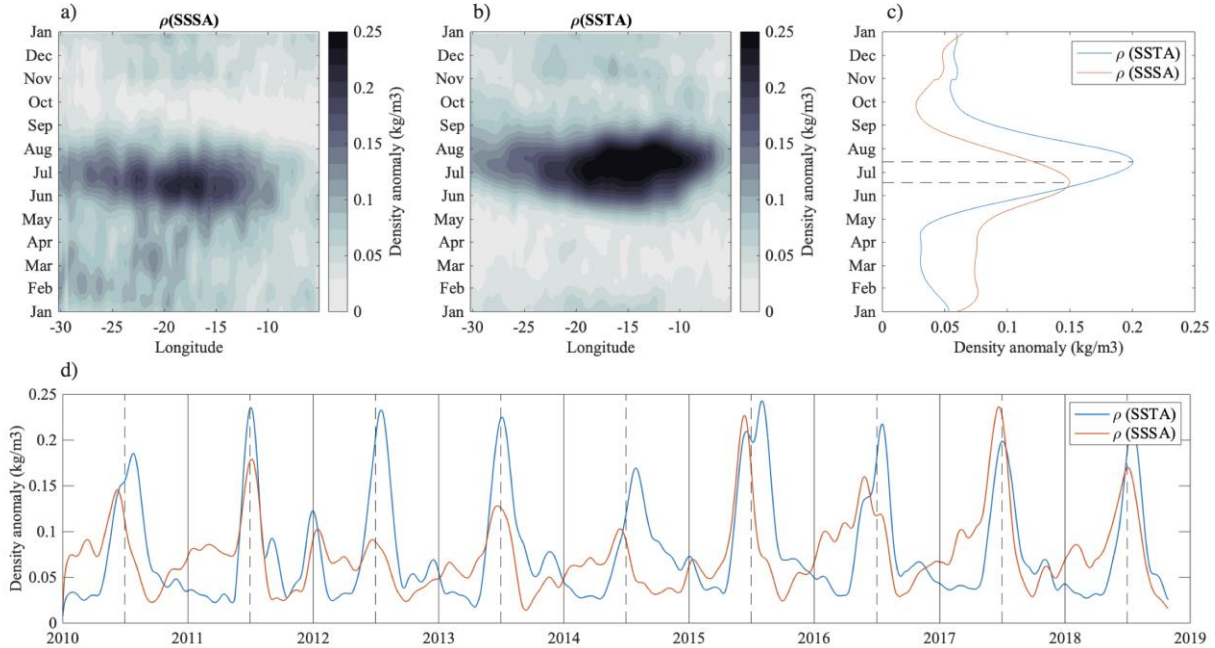 a)
ρ(SSSA)
Jan
Dec
Nov
Oct
Sep
Aug
Jul
Jun
May
Apr
Mar
Feb
Jan
-30 -25 -20 -15 -10
Longitude
0.25
0.2
0.15
0.1
0.05
0
Density anomaly (kg/m3)
b)
ρ(SSTA)
Jan
Dec
Nov
Oct
Sep
Aug
Jul
Jun
May
Apr
Mar
Feb
Jan
-30 -25 -20 -15 -10
Longitude
0.25
0.2
0.15
0.1
0.05
0
Density anomaly (kg/m3)
c)
Jan
Dec
Nov
Oct
Sep
Aug
Jul
Jun
May
Apr
Mar
Feb
Jan
ρ (SSTA)
ρ (SSSA)
0 0.05 0.1 0.15 0.2 0.25
Density anomaly (kg/m3)
d)
Density anomaly (kg/m3)
0.25
0.2
0.15
0.1
0.05
0
ρ (SSTA)
ρ (SSSA)
2010 2011 2012 2013 2014 2015 2016 2017 2018 2019